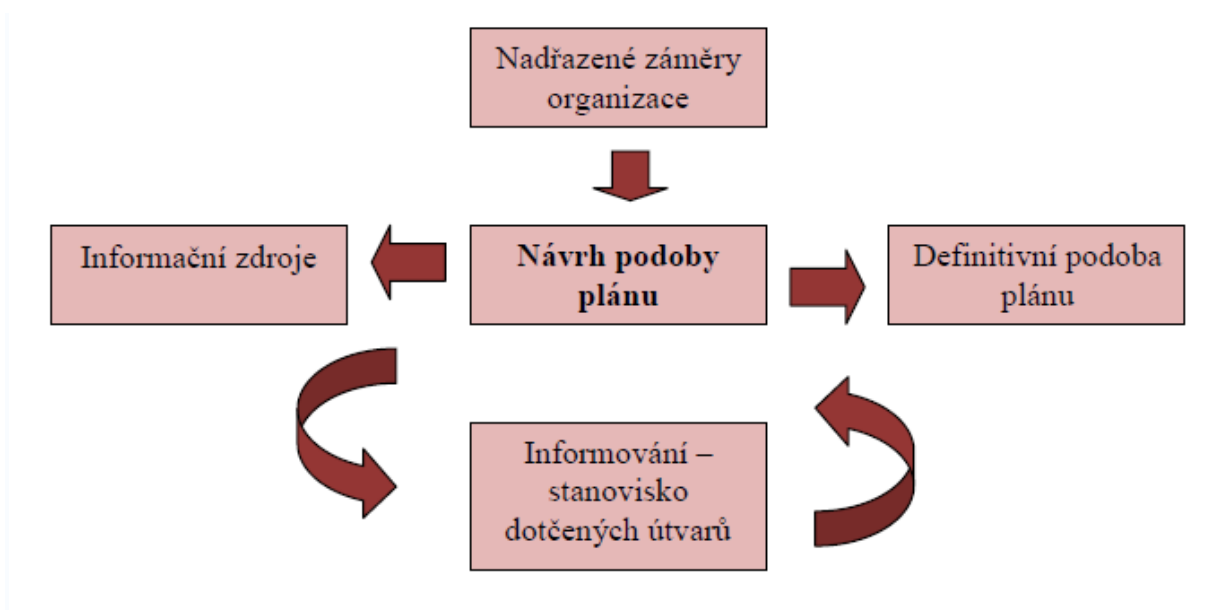 Nadřazené záměry
organizace
Informační zdroje
Návrh podoby
plánu
Definitivní podoba
plánu
Informování –
stanovisko
dotčených útvarů